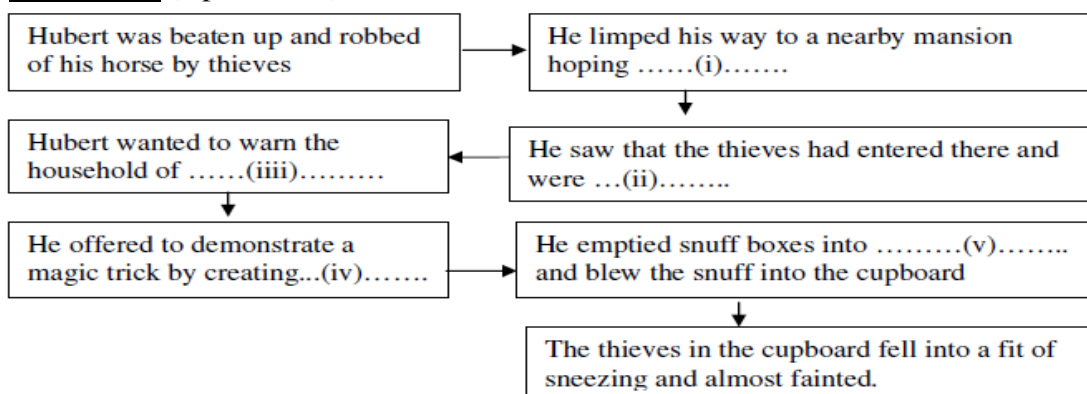 Hubert was beaten up and robbed
of his horse by thieves
He limped his way to a nearby mansion
hoping ……(i)…….
He saw that the thieves had entered there and
were …(ii)……..
Hubert wanted to warn the
household of ……(iiii)………
He offered to demonstrate a
magic trick by creating...(iv)…….
He emptied snuff boxes into ………(v)……..
and blew the snuff into the cupboard
The thieves in the cupboard fell into a fit of
sneezing and almost fainted.